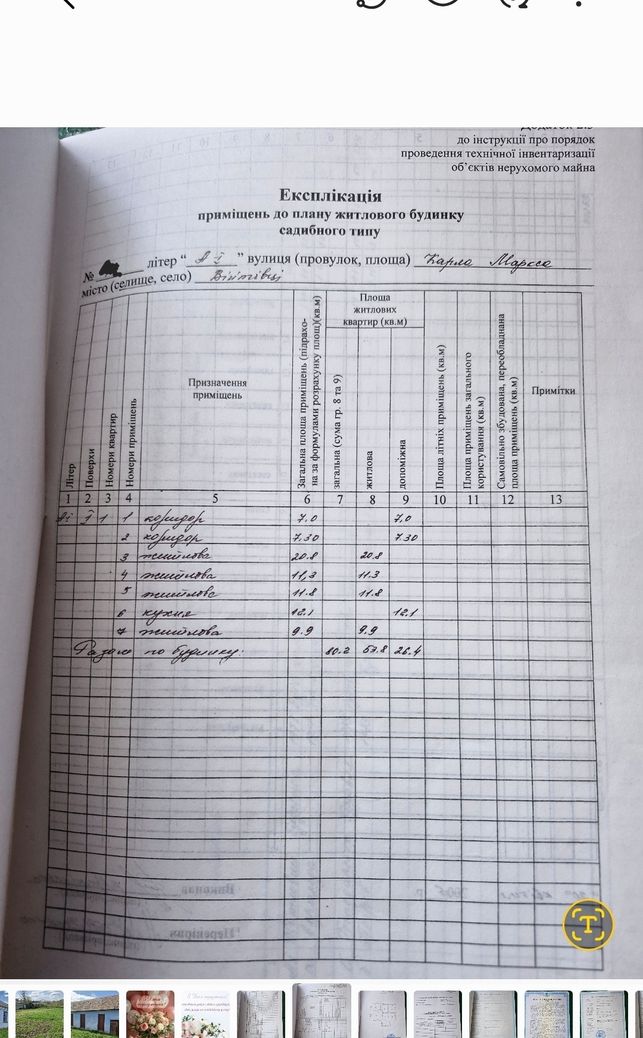 до інструкції про порядок
проведення технічної інвентаризації
об’єктів нерухомого майна
Експлікація
приміщень до плану житлового будинку
садибного типу
№ літер “ А І ” вулиця (провулок, площа) Карла Маркса
місто (селище, село) Війтівці
Літер
Поверхи
Номери квартир
Номери приміщень
Призначення
приміщень
Загальна площа приміщень (підрахо-
на за формулами розрахунку площ)(кв.м)
Площа
житлових
квартир (кв.м)
загальна (сума гр. 8 та 9)
житлова
допоміжна
Площа літніх приміщень (кв.м)
Площа приміщень загального
користування (кв.м)
Самовільно збудована, переобладнана
площа приміщень (кв.м)
Примітки
1 2 3 4 5 6 7 8 9 10 11 12 13
Аі І 1 1 коридор 7.0 7,0
2 коридор 7.30 7.30
3 житлова 20.8 20.8
4 житлова 11,3 11.3
5 житлова 11.8 11.8
6 кухня 12.1 12.1
7 житлова 9.9 9.9
Разом по будинку: 80.2 53.8 26.4